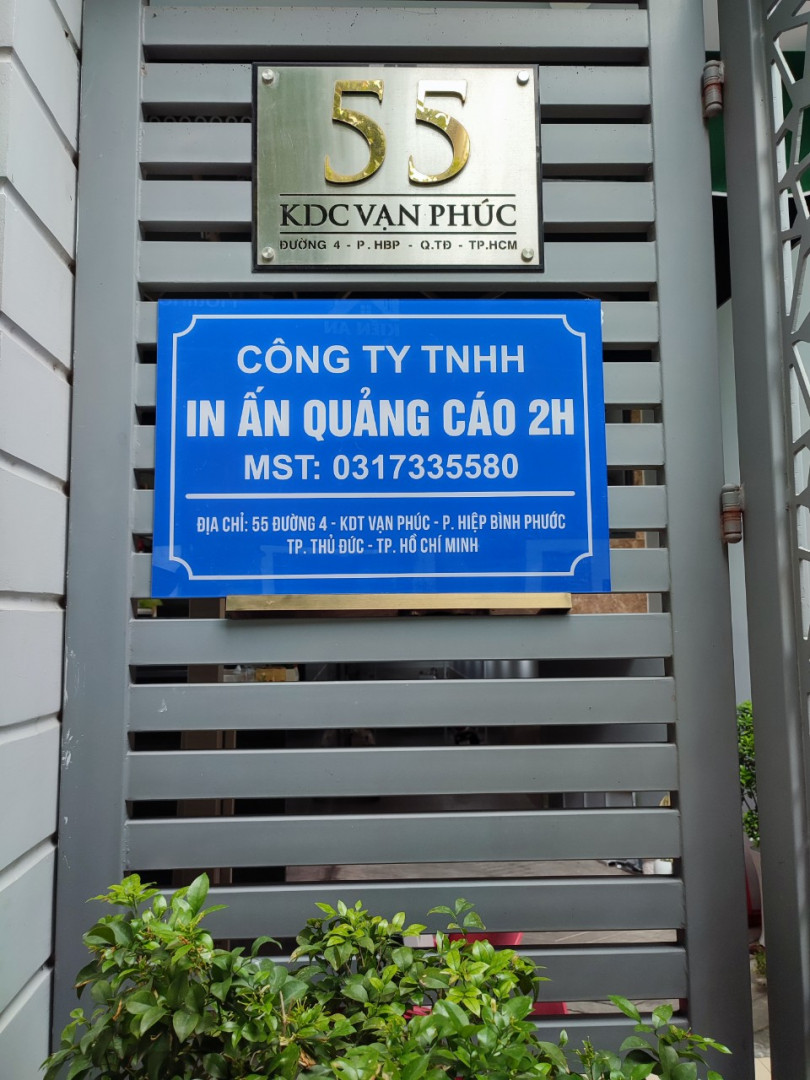 55
KDC VẠN PHÚC
ĐƯỜNG 4 - P. HBP - Q.TĐ - TP.HCM
CÔNG TY TNHH
IN ẤN QUẢNG CÁO 2H
MST: 0317335580
ĐỊA CHỈ: 55 ĐƯỜNG 4 - KDT VẠN PHÚC - P. HIỆP BÌNH PHƯỚC
TP. THỦ ĐỨC - TP. HỒ CHÍ MINH